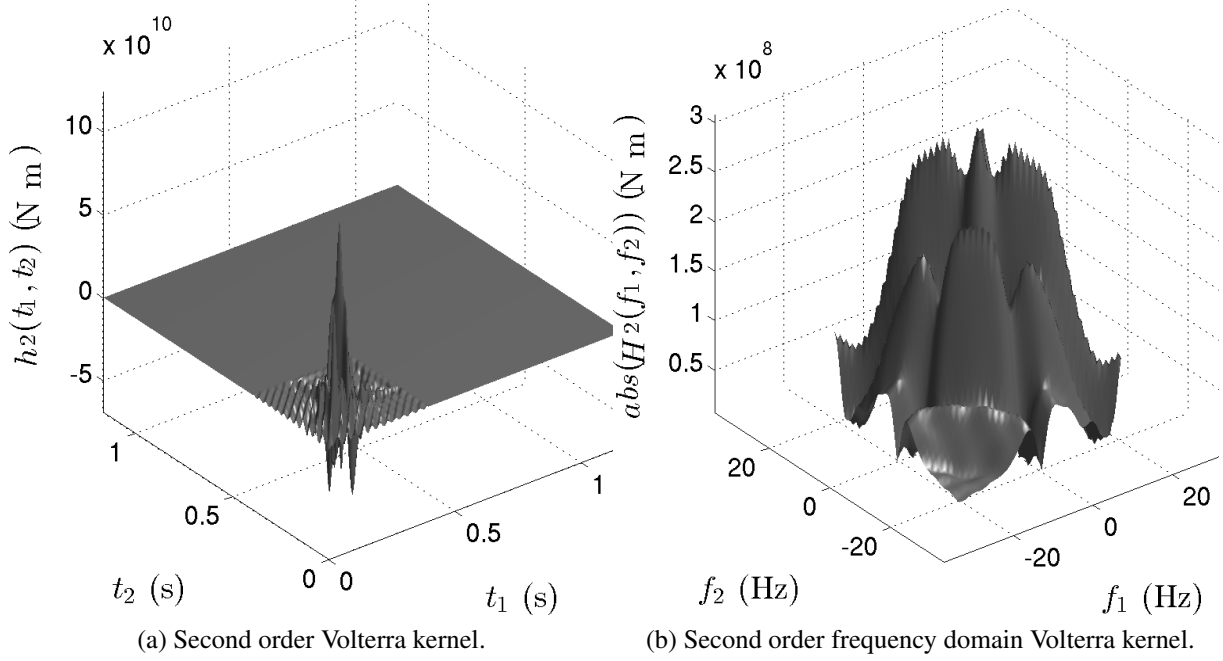 x 10^10
10
5
0
-5
h2(t1, t2) (N m)
1
0.5
0
0
0.5
1
t2 (s)
t1 (s)
(a) Second order Volterra kernel.
x 10^8
3
2.5
2
1.5
1
0.5
abs(H2(f1, f2)) (N m)
20
0
-20
-20
0
20
f2 (Hz)
f1 (Hz)
(b) Second order frequency domain Volterra kernel.